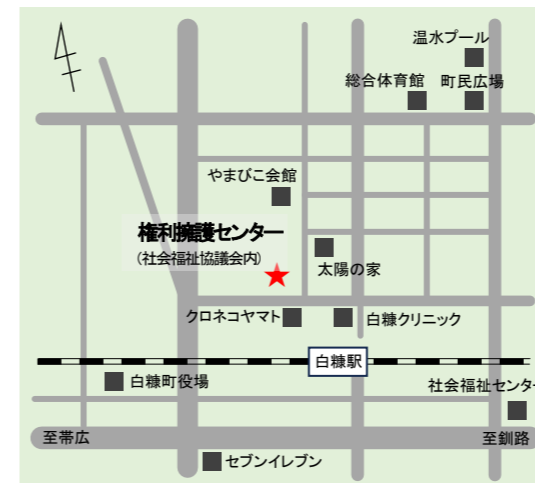 温水プール
総合体育館
町民広場
やまびこ会館
権利擁護センター
（社会福祉協議会内）
太陽の家
クロネコヤマト
白糠クリニック
白糠駅
白糠町役場
社会福祉センター
至帯広
至釧路
セブンイレブン